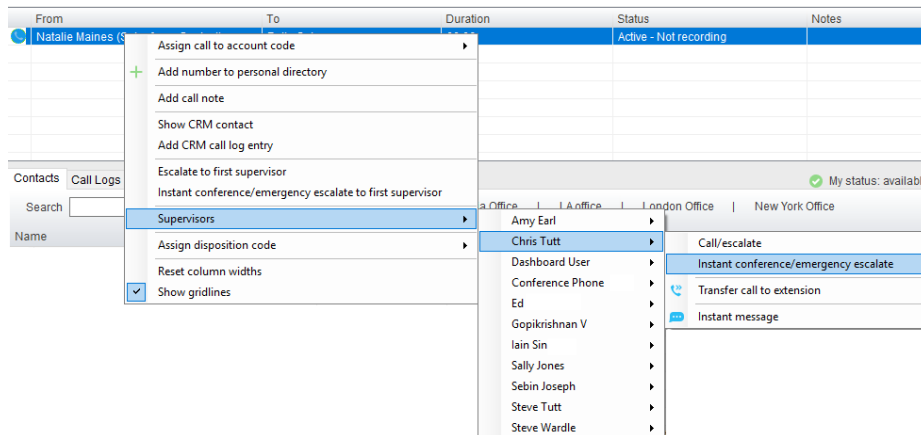 From To Duration Status Notes
Natalie Maines Active - Not recording
Assign call to account code
Add number to personal directory
Add call note
Show CRM contact
Add CRM call log entry
Escalate to first supervisor
Instant conference/emergency escalate to first supervisor
Supervisors
Assign disposition code
Reset column widths
Show gridlines
Contacts Call Logs My status: availabl
Search Office | LA office | London Office | New York Office
Name
Amy Earl
Chris Tutt
Dashboard User
Conference Phone
Ed
Gopikrishnan V
Iain Sin
Sally Jones
Sebin Joseph
Steve Tutt
Steve Wardle
Call/escalate
Instant conference/emergency escalate
Transfer call to extension
Instant message